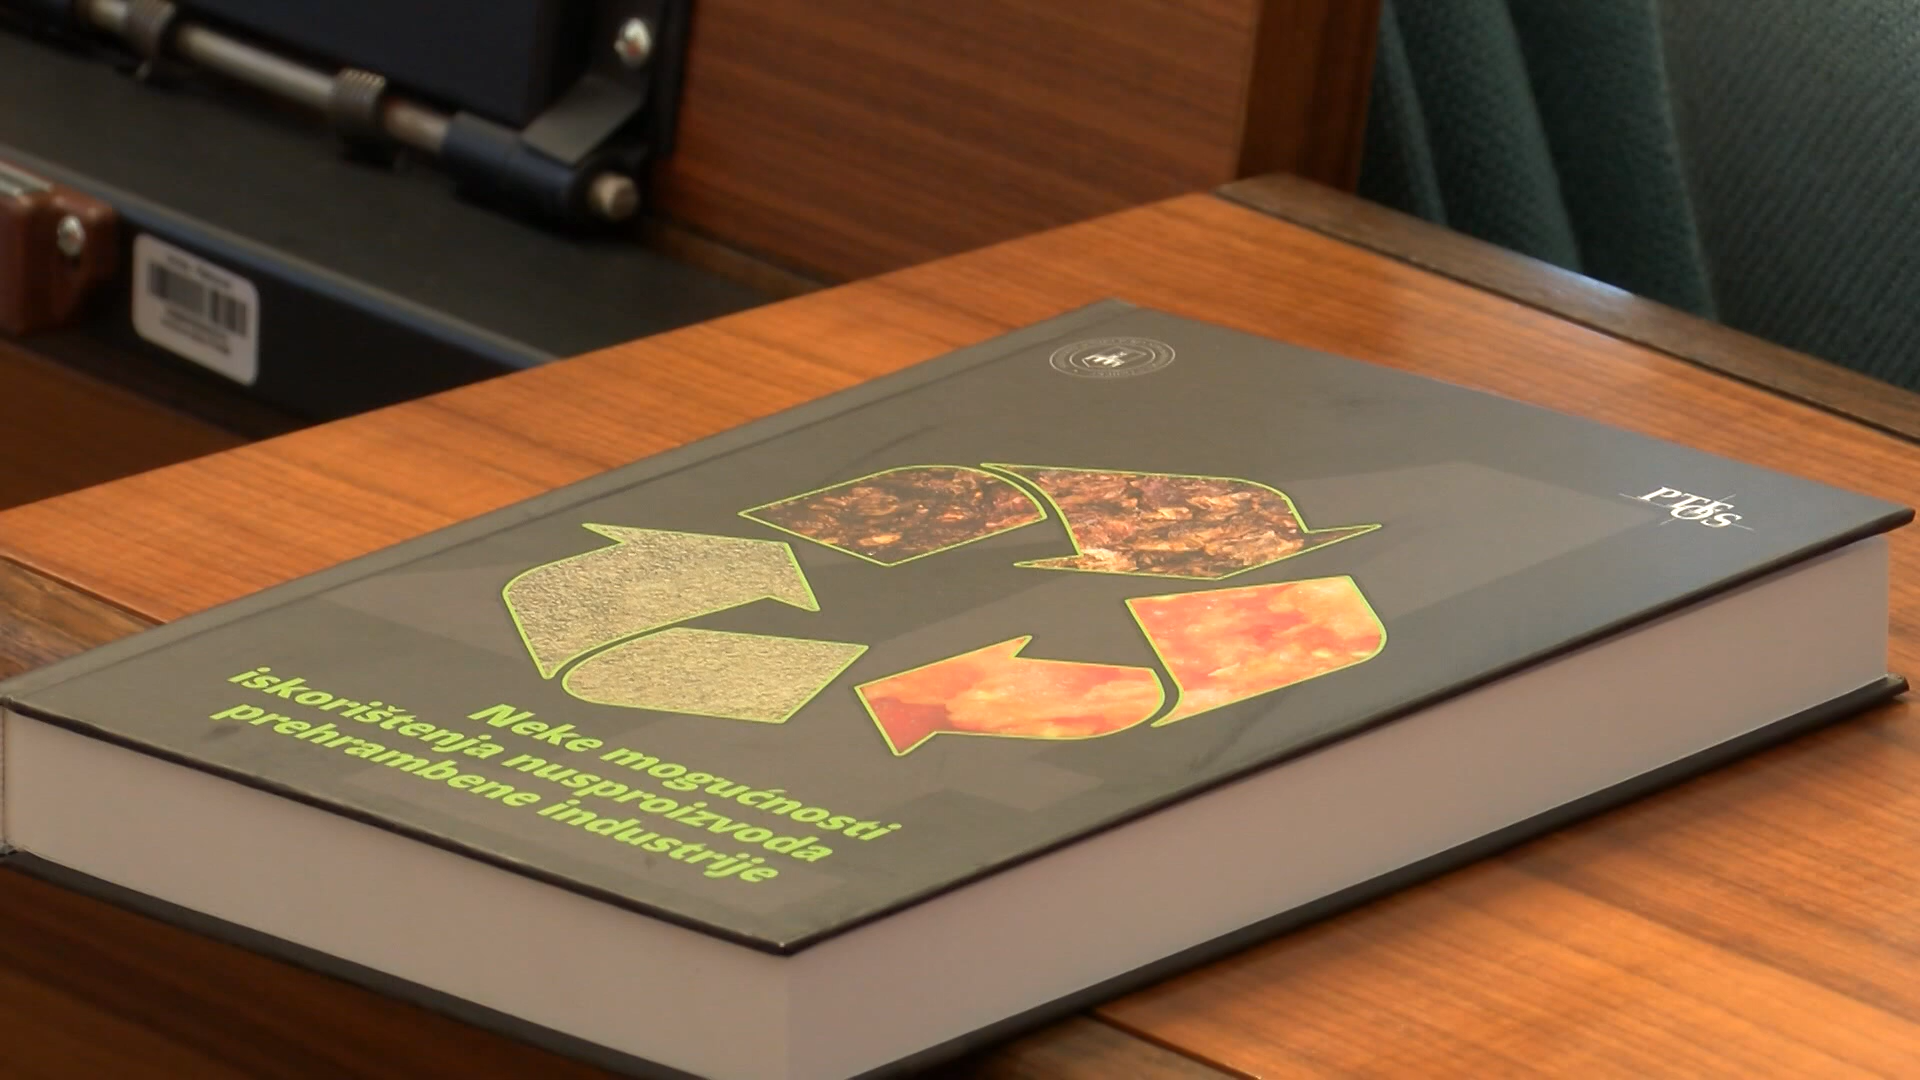 PTFOS
Neke mogućnosti
iskorištenja nusproizvoda
prehrambene industrije